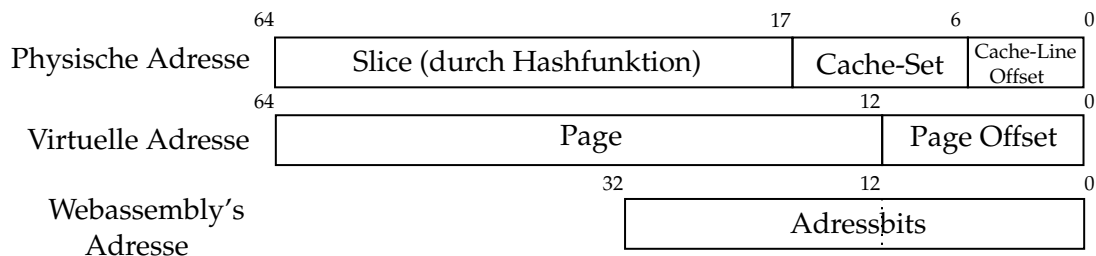 64 17 6 0
Physische Adresse Slice (durch Hashfunktion) Cache-Set Cache-Line
Offset
64 12 0
Virtuelle Adresse Page Page Offset
32 12 0
Webassembly's
Adresse
Adressbits